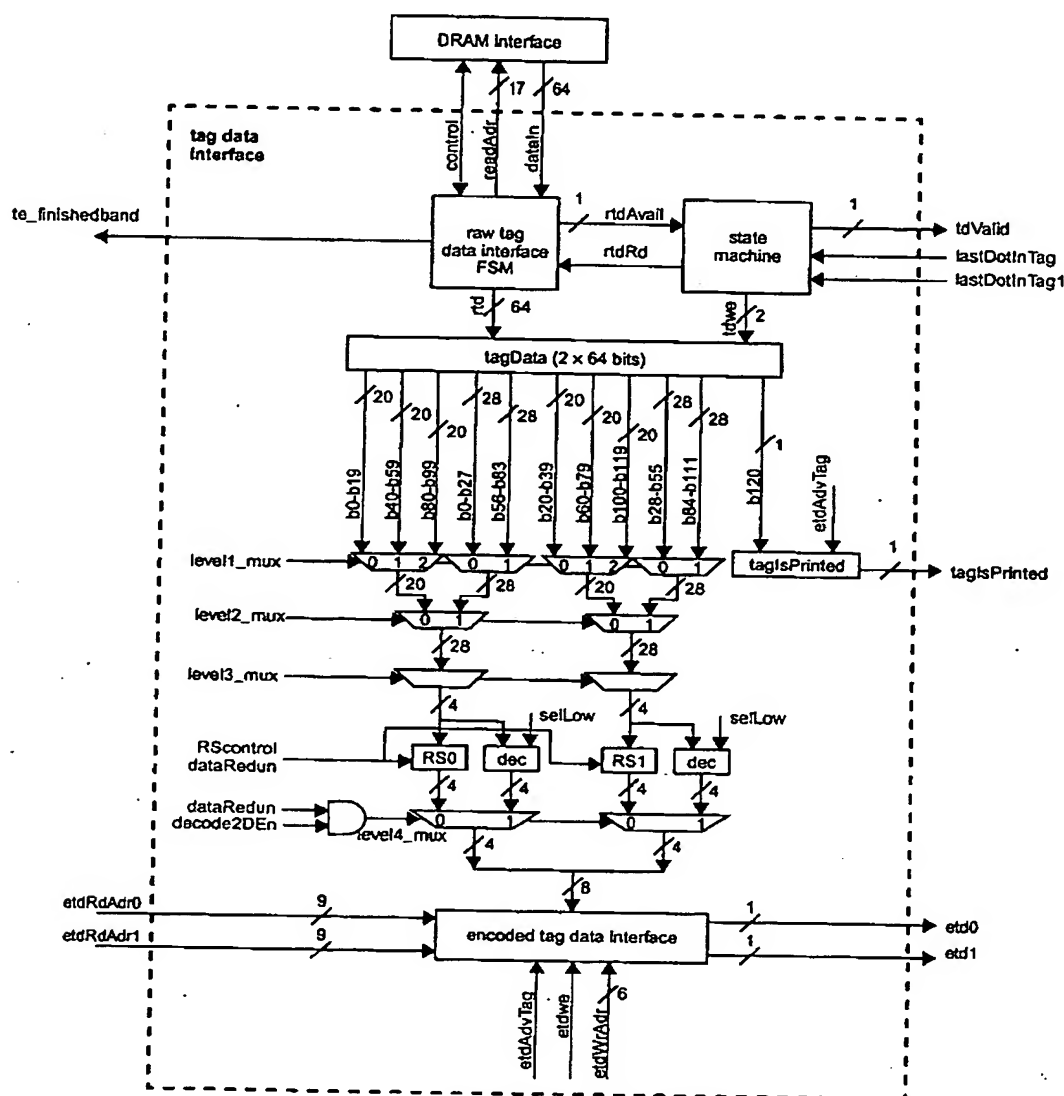 DRAM Interface
17
64
tag data
Interface
control
readAdr
dataIn
te_finishedband
raw tag
data interface
FSM
1
rtdAvail
rtdRd
state
machine
1
tdValid
lastDotInTag
lastDotInTag1
rtd
64
tdwe
2
tagData (2 × 64 bits)
20
20
20
28
28
20
20
20
28
28
1
b0-b19
b40-b59
b80-b99
b0-b27
b56-b83
b20-b39
b60-b79
b100-b119
b28-b55
b84-b111
b120
etdAdvTag
level1_mux
0 1 2
0 1
0 1 2
0 1
tagIsPrinted
1
tagIsPrinted
20
28
20
28
level2_mux
0 1
0 1
28
28
level3_mux
4
4
selLow
selLow
RScontrol
dataRedun
RS0
dec
RS1
dec
4
4
4
4
dataRedun
decode2DEn
level4_mux
0 1
0 1
4
4
8
etdRdAdr0
9
etdRdAdr1
9
encoded tag data interface
1
etd0
1
etd1
etdAdvTag
etdwe
etdWrAdr
6